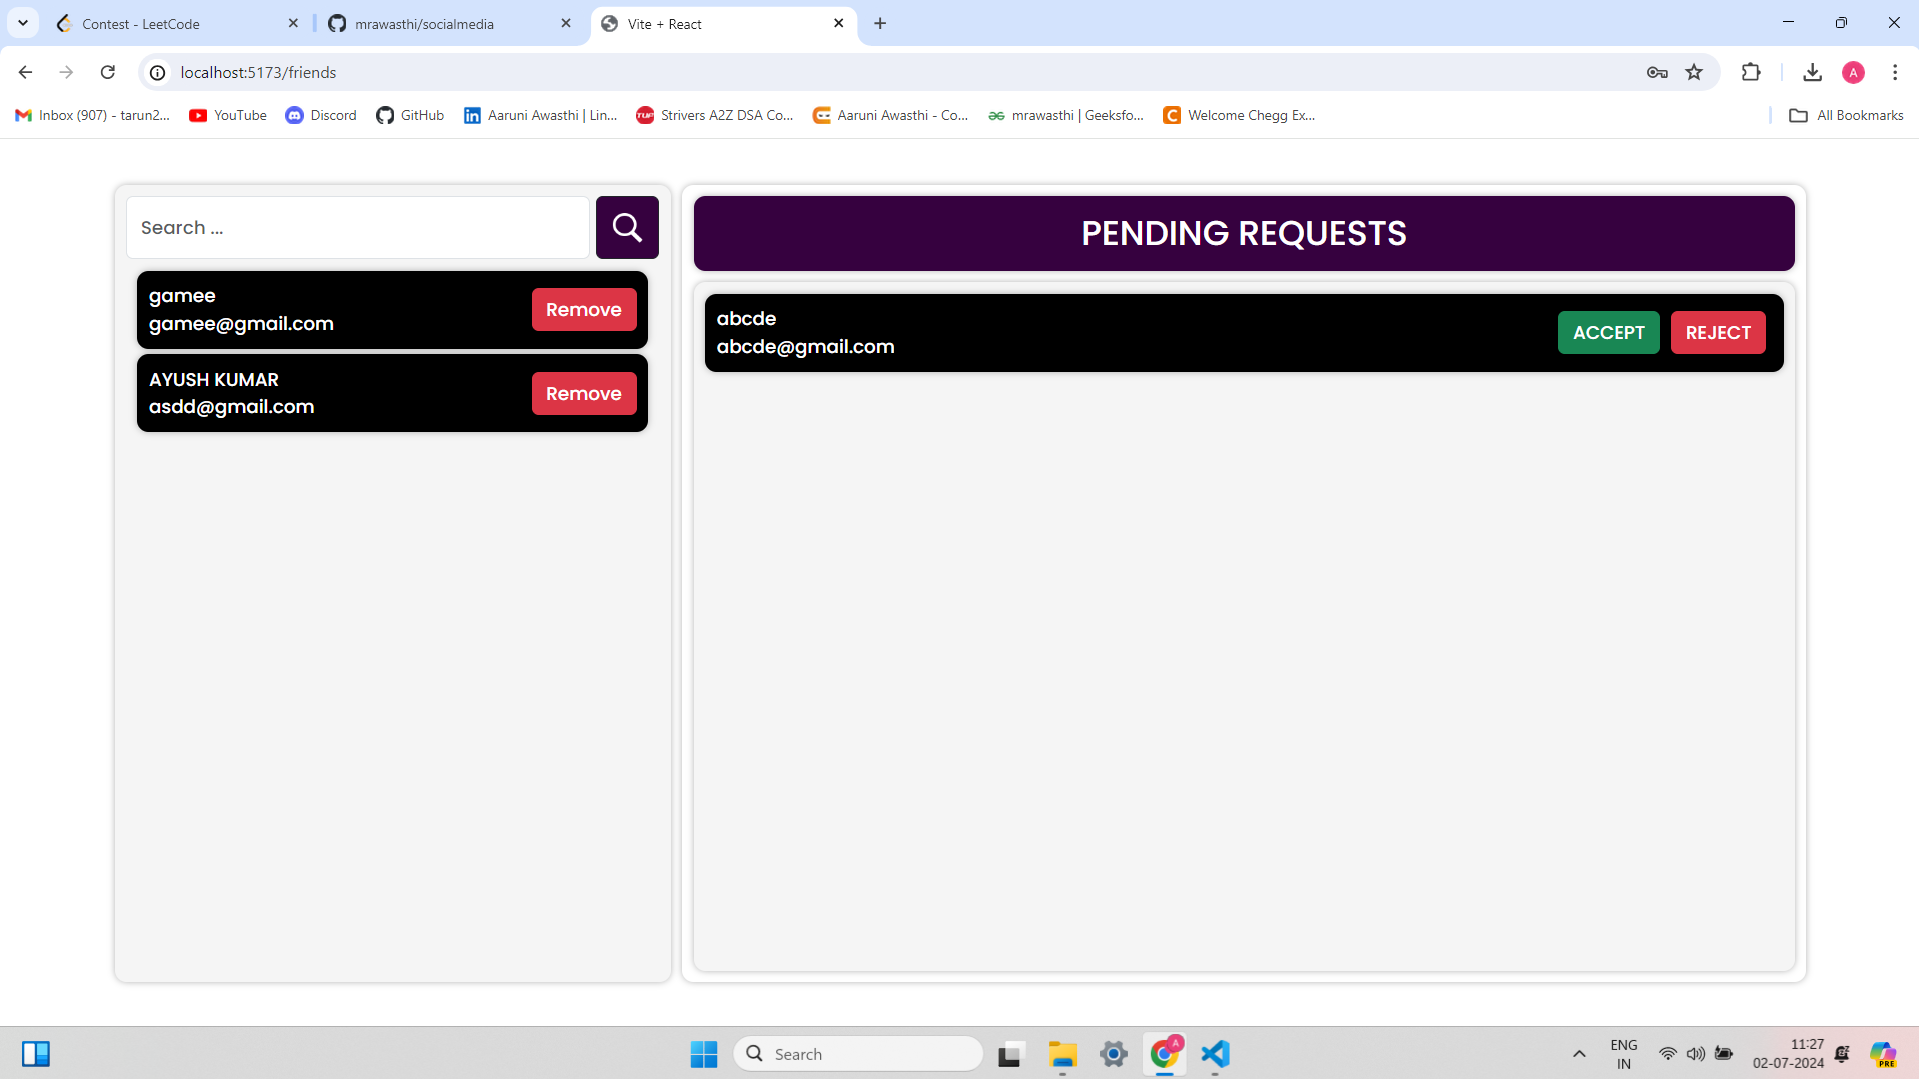 Contest - LeetCode
mrawasthi/socialmedia
Vite + React
localhost:5173/friends
A
Inbox (907) - tarun2...
YouTube
Discord
GitHub
Aaruni Awasthi | Lin...
Strivers A2Z DSA Co...
Aaruni Awasthi - Co...
mrawasthi | Geeksfo...
Welcome Chegg Ex...
All Bookmarks
Search ...
gamee
gamee@gmail.com
Remove
AYUSH KUMAR
asdd@gmail.com
Remove
PENDING REQUESTS
abcde
abcde@gmail.com
ACCEPT
REJECT
Search
A
ENG
IN
11:27
02-07-2024
PRE